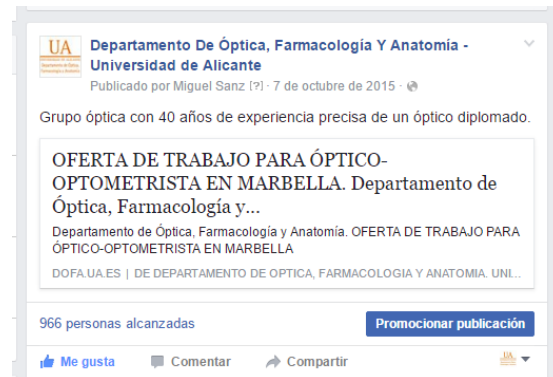 UA
Departamento De Óptica, Farmacología Y Anatomía -
Universidad de Alicante
Publicado por Miguel Sanz [?] · 7 de octubre de 2015 ·
Grupo óptica con 40 años de experiencia precisa de un óptico diplomado.
OFERTA DE TRABAJO PARA ÓPTICO-
OPTOMETRISTA EN MARBELLA. Departamento de
Óptica, Farmacología y...
Departamento de Óptica, Farmacología y Anatomía. OFERTA DE TRABAJO PARA
ÓPTICO-OPTOMETRISTA EN MARBELLA
DOFA.UA.ES | DE DEPARTAMENTO DE OPTICA, FARMACOLOGIA Y ANATOMIA. UNI...
966 personas alcanzadas
Promocionar publicación
Me gusta Comentar Compartir UA